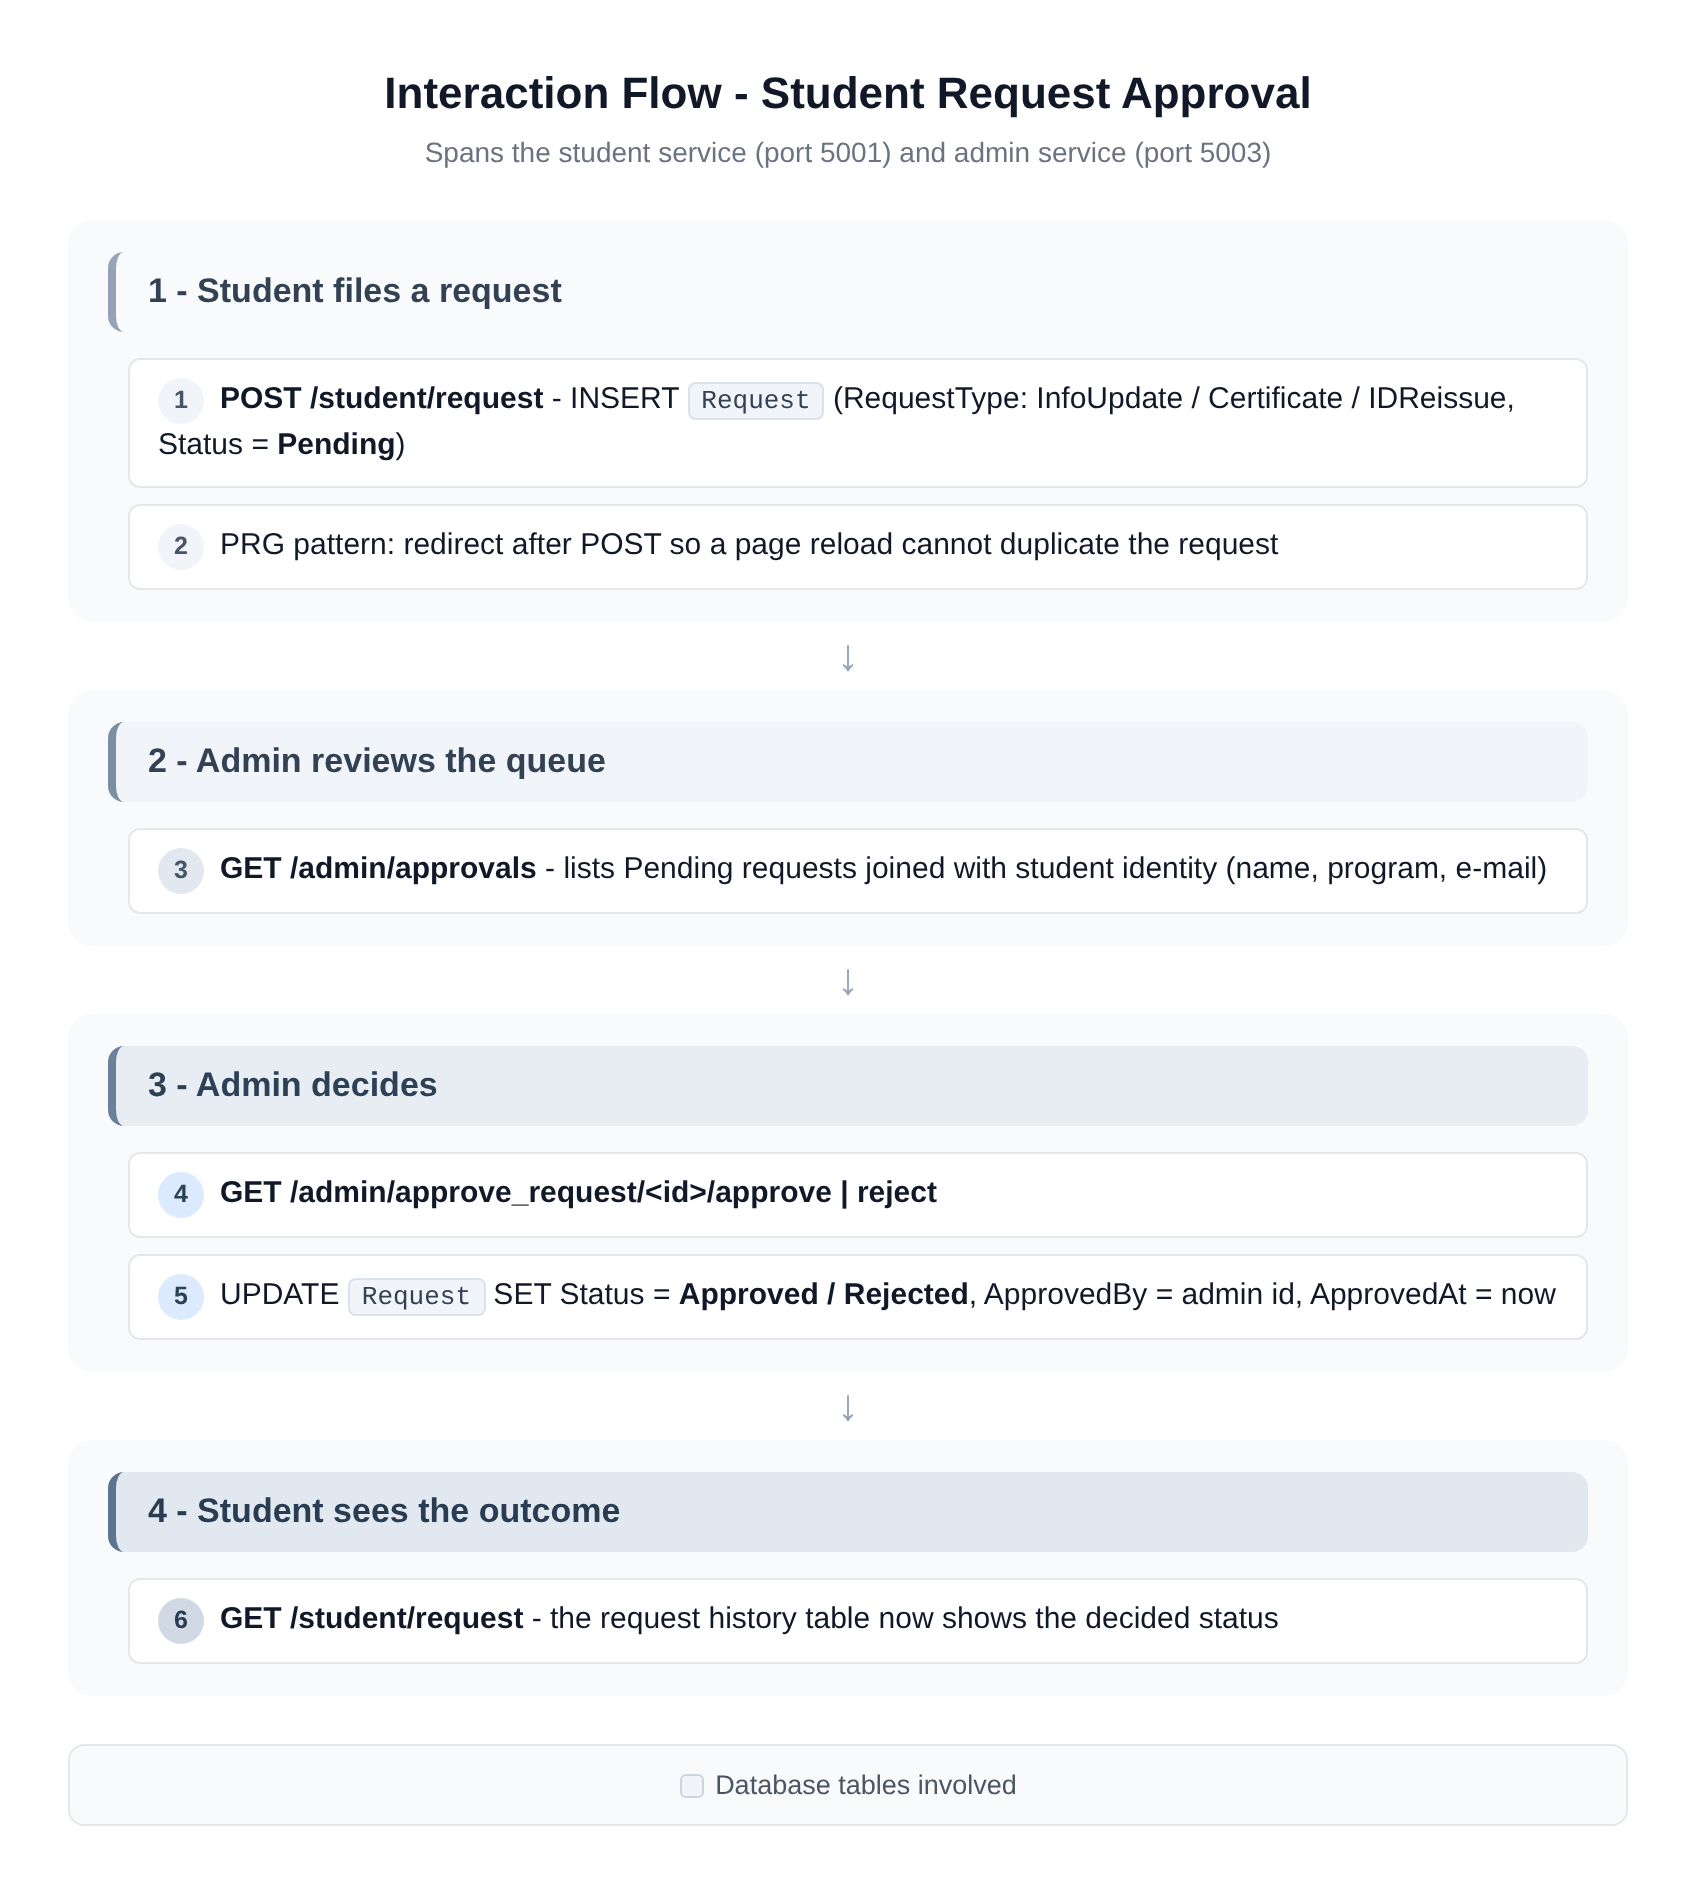 Interaction Flow - Student Request Approval
Spans the student service (port 5001) and admin service (port 5003)
1 - Student files a request
1 POST /student/request - INSERT Request (RequestType: InfoUpdate / Certificate / IDReissue,
Status = Pending)
2 PRG pattern: redirect after POST so a page reload cannot duplicate the request
↓
2 - Admin reviews the queue
3 GET /admin/approvals - lists Pending requests joined with student identity (name, program, e-mail)
↓
3 - Admin decides
4 GET /admin/approve_request/<id>/approve | reject
5 UPDATE Request SET Status = Approved / Rejected, ApprovedBy = admin id, ApprovedAt = now
↓
4 - Student sees the outcome
6 GET /student/request - the request history table now shows the decided status
Database tables involved